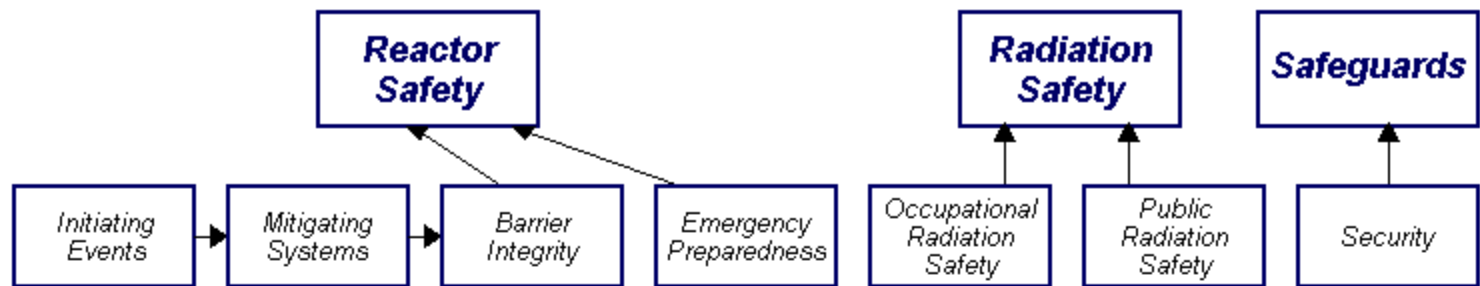 Reactor
Safety
Radiation
Safety
Safeguards
Initiating
Events
Mitigating
Systems
Barrier
Integrity
Emergency
Preparedness
Occupational
Radiation
Safety
Public
Radiation
Safety
Security